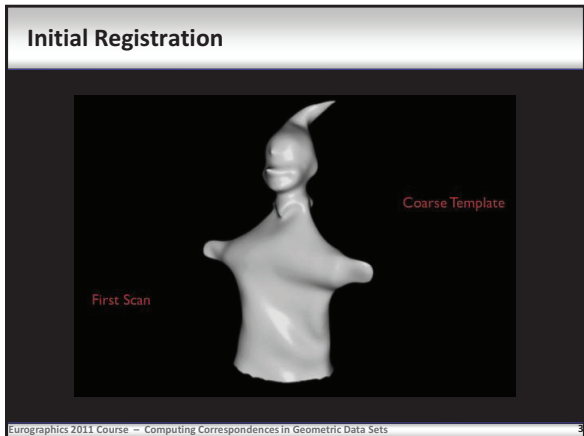 Initial Registration
Coarse Template
First Scan
Eurographics 2011 Course – Computing Correspondences in Geometric Data Sets
3